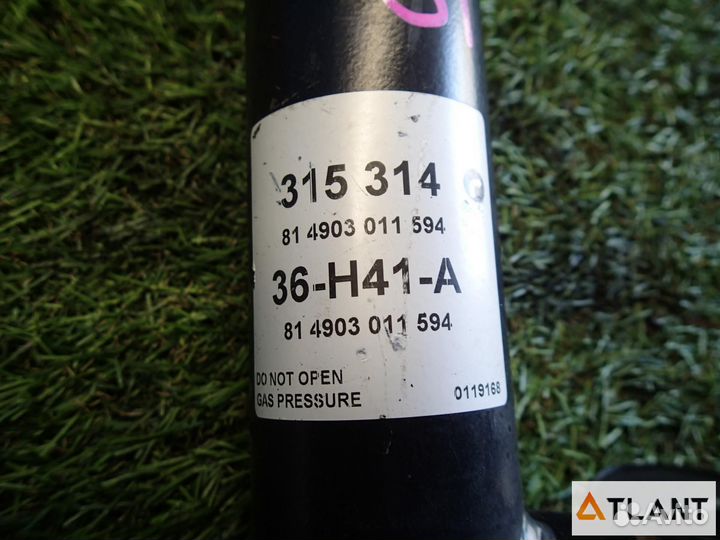 315 314
81 4903 011 594
36-H41-A
81 4903 011 594
DO NOT OPEN
GAS PRESSURE 0119168
ATLANT
Avito